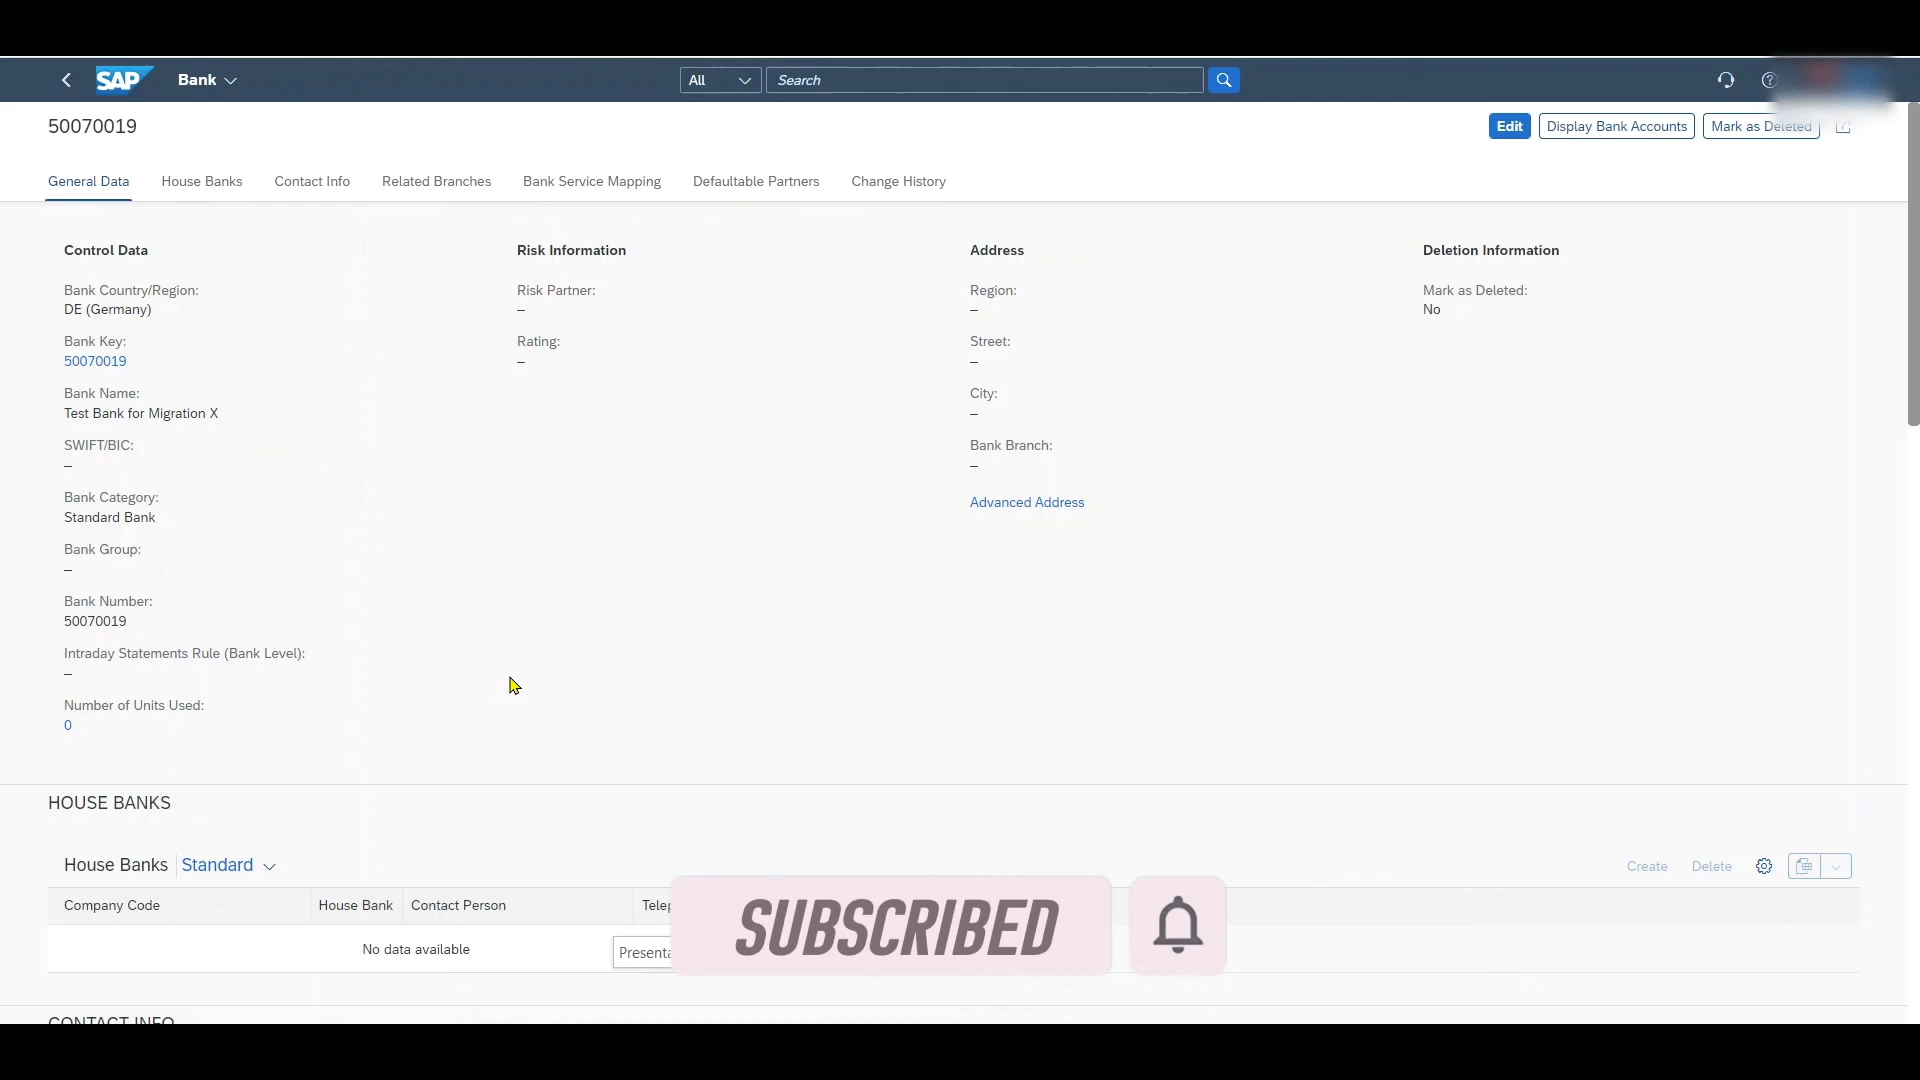 SAP Bank All Search
50070019 Edit Display Bank Accounts Mark as Deleted
General Data House Banks Contact Info Related Branches Bank Service Mapping Defaultable Partners Change History
Control Data Risk Information Address Deletion Information
Bank Country/Region: Risk Partner: Region: Mark as Deleted:
DE (Germany) – – No
Bank Key: Rating: Street:
50070019 – –
Bank Name: City:
Test Bank for Migration X –
SWIFT/BIC: Bank Branch:
– –
Bank Category: Advanced Address
Standard Bank
Bank Group:
–
Bank Number:
50070019
Intraday Statements Rule (Bank Level):
–
Number of Units Used:
0
HOUSE BANKS
House Banks Standard Create Delete
Company Code House Bank Contact Person
SUBSCRIBED
No data available
CONTACT INFO